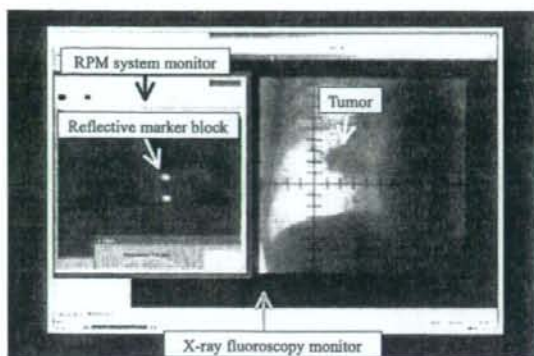 RPM system monitor
Reflective marker block
Tumor
X-ray fluoroscopy monitor